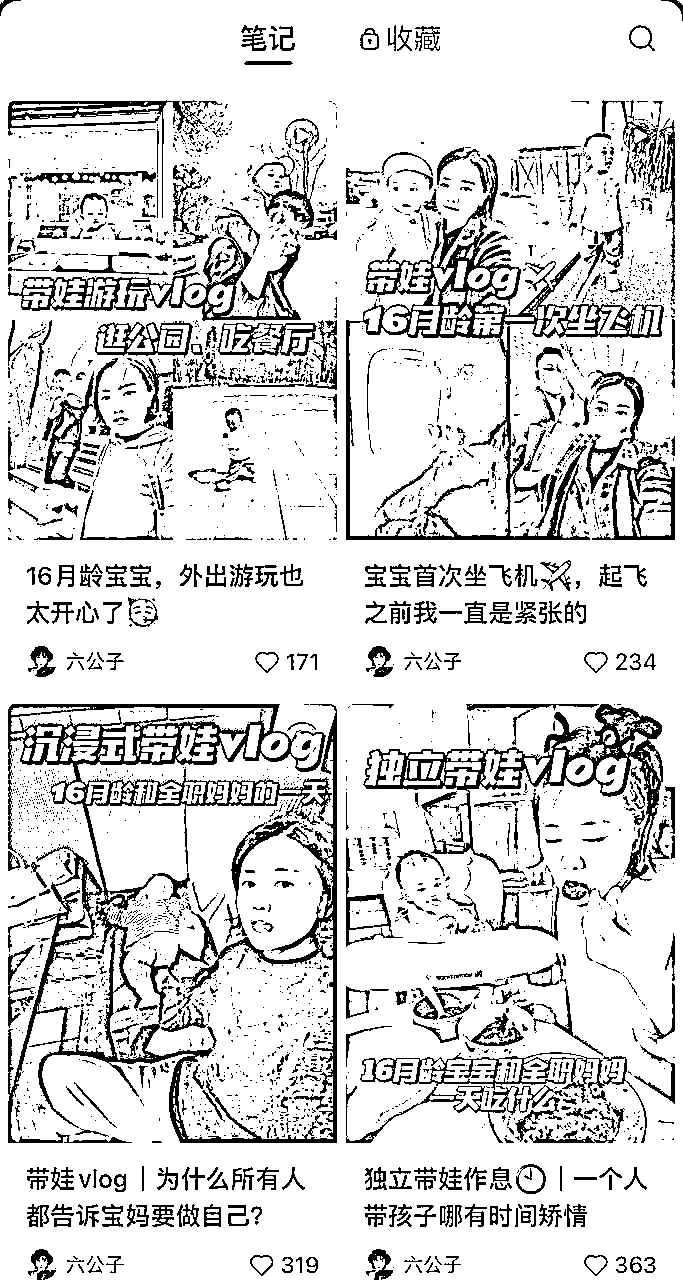 笔记
收藏
带娃游玩vlog
逛公园、吃餐厅
16月龄宝宝，外出游玩也
太开心了🥳
六公子
171
带娃vlog✈
16月龄第一次坐飞机
宝宝首次坐飞机✈️，起飞
之前我一直是紧张的
六公子
234
沉浸式带娃vlog
16月龄和全职妈妈的一天
带娃vlog｜为什么所有人
都告诉宝妈要做自己？
六公子
319
独立带娃vlog
16月龄宝宝和全职妈妈
一天吃什么
独立带娃作息🕙｜一个人
带孩子哪有时间矫情
六公子
363